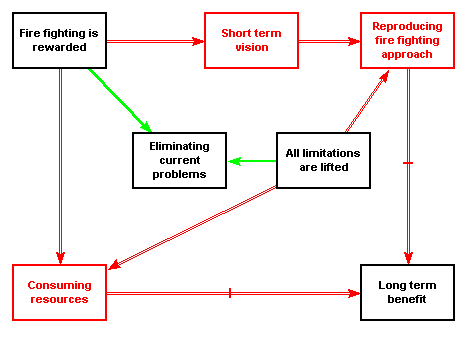 Fire fighting is
rewarded
Short term
vision
Reproducing
fire fighting
approach
Eliminating
current
problems
All limitations
are lifted
Consuming
resources
Long term
benefit